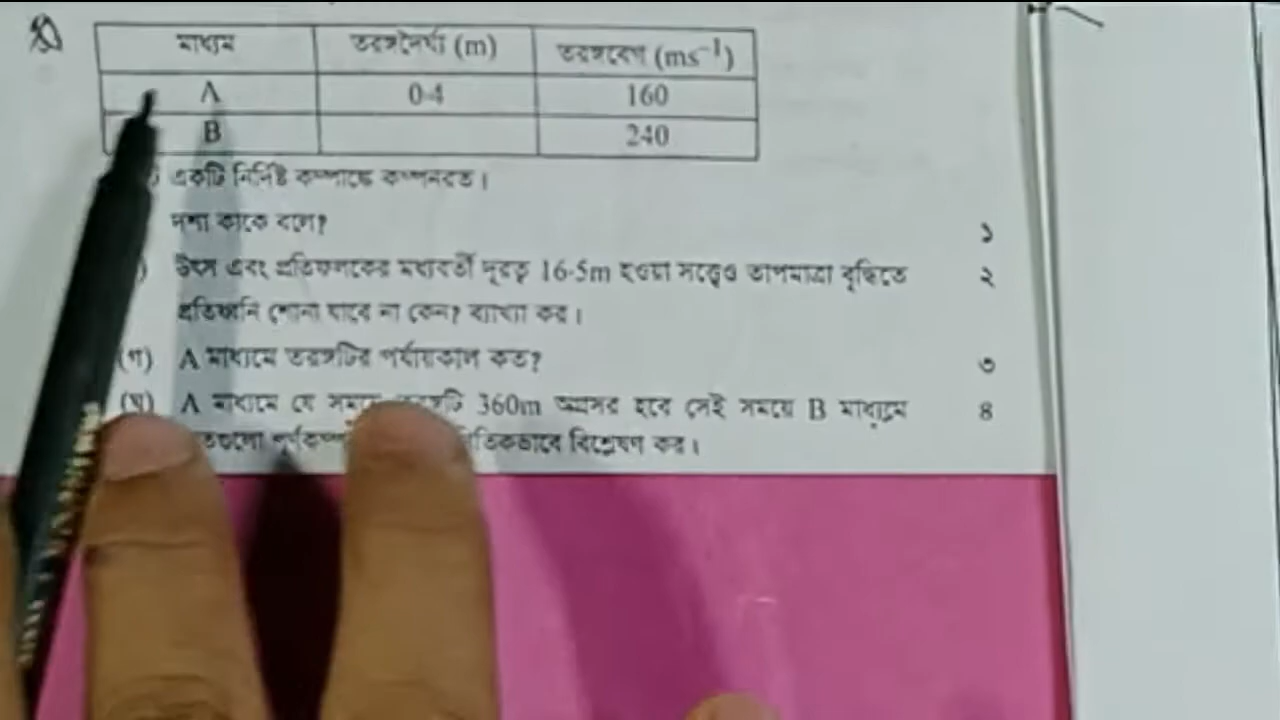 মাধ্যম তরঙ্গদৈর্ঘ্য (m) তরঙ্গবেগ (ms⁻¹)
A 0·4 160
B 240
একটি নির্দিষ্ট কম্পাঙ্কে কম্পনরত।
দশা কাকে বলে? ১
উৎস এবং প্রতিফলকের মধ্যবর্তী দূরত্ব 16·5m হওয়া সত্ত্বেও তাপমাত্রা বৃদ্ধিতে ২
প্রতিধ্বনি শোনা যাবে না কেন? ব্যাখ্যা কর।
(গ) A মাধ্যমে তরঙ্গটির পর্যায়কাল কত? ৩
(ঘ) A মাধ্যমে যে সময়ে 360m অগ্রসর হবে সেই সময়ে B মাধ্যমে ৪
বিশ্লেষণ কর।